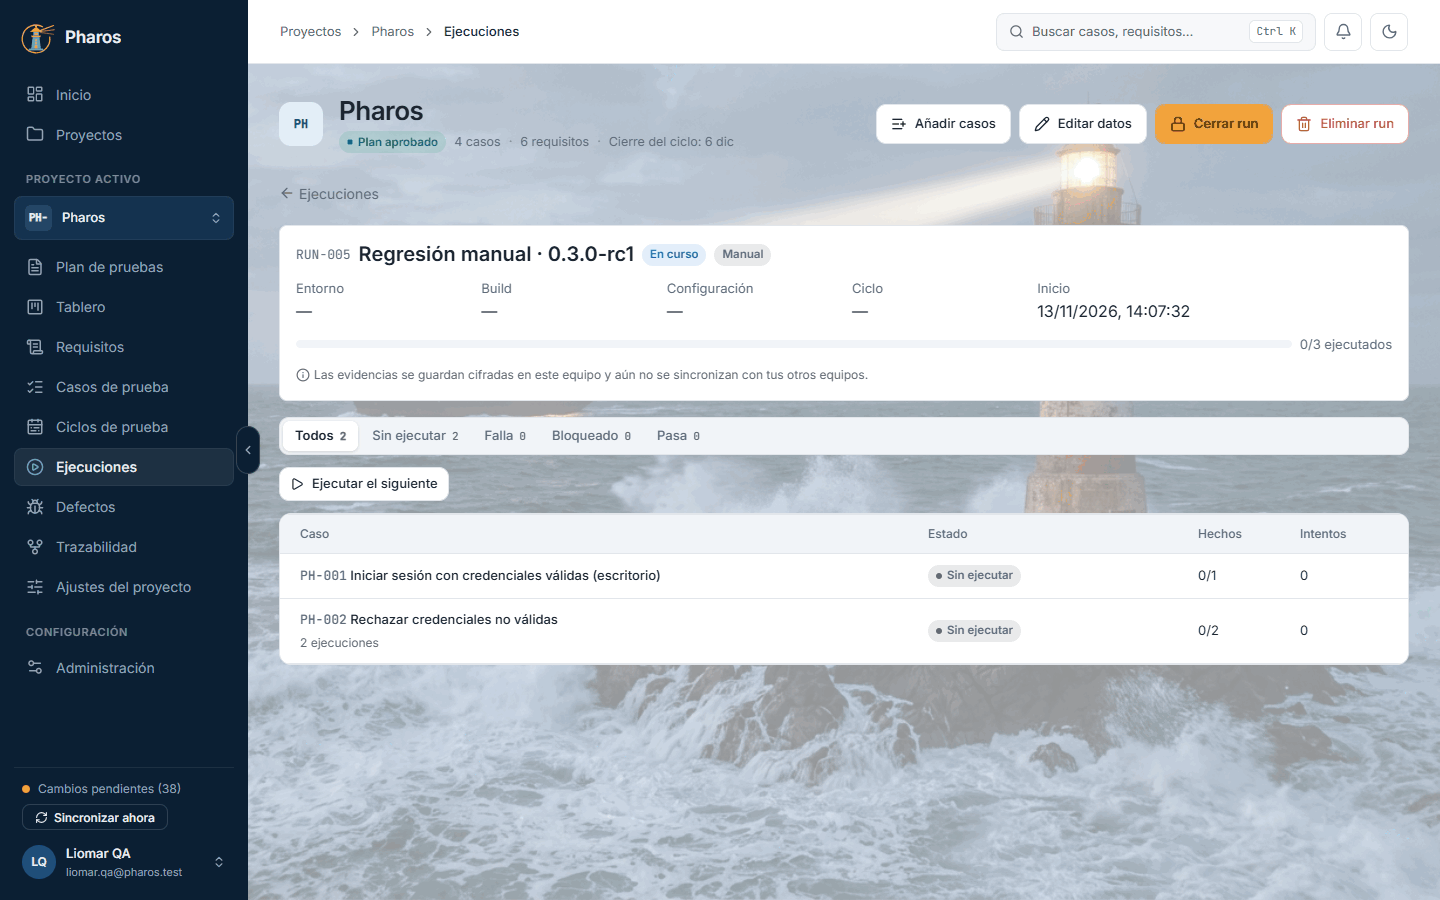 Pharos
Inicio
Proyectos
PROYECTO ACTIVO
PH- Pharos
Plan de pruebas
Tablero
Requisitos
Casos de prueba
Ciclos de prueba
Ejecuciones
Defectos
Trazabilidad
Ajustes del proyecto
CONFIGURACIÓN
Administración
Cambios pendientes (38)
Sincronizar ahora
LQ Liomar QA
liomar.qa@pharos.test
Proyectos > Pharos > Ejecuciones
Buscar casos, requisitos... Ctrl K
PH Pharos
Plan aprobado 4 casos · 6 requisitos · Cierre del ciclo: 6 dic
Añadir casos Editar datos Cerrar run Eliminar run
← Ejecuciones
RUN-005 Regresión manual · 0.3.0-rc1 En curso Manual
Entorno Build Configuración Ciclo Inicio
— — — — 13/11/2026, 14:07:32
0/3 ejecutados
Las evidencias se guardan cifradas en este equipo y aún no se sincronizan con tus otros equipos.
Todos 2 Sin ejecutar 2 Falla 0 Bloqueado 0 Pasa 0
Ejecutar el siguiente
Caso Estado Hechos Intentos
PH-001 Iniciar sesión con credenciales válidas (escritorio) Sin ejecutar 0/1 0
PH-002 Rechazar credenciales no válidas Sin ejecutar 0/2 0
2 ejecuciones